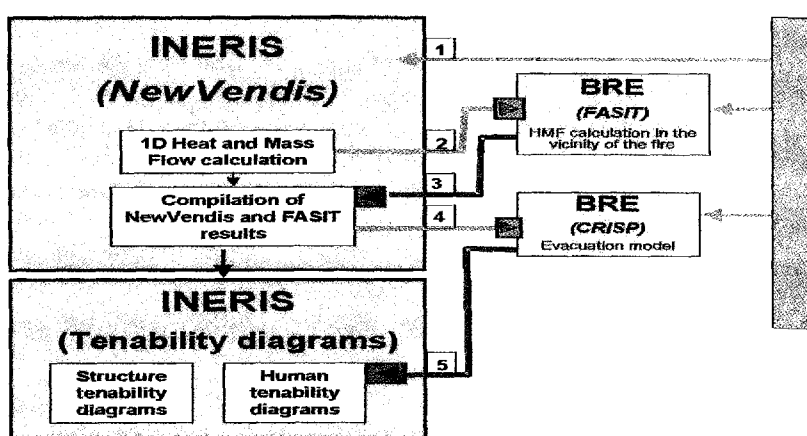 INERIS
(NewVendis)
1D Heat and Mass
Flow calculation
Compilation of
NewVendis and FASIT
results
1
2
3
4
BRE
(FASIT)
HMF calculation in the
vicinity of the fire
BRE
(CRISP)
Evacuation model
INERIS
(Tenability diagrams)
Structure
tenability
diagrams
Human
tenability
diagrams
5